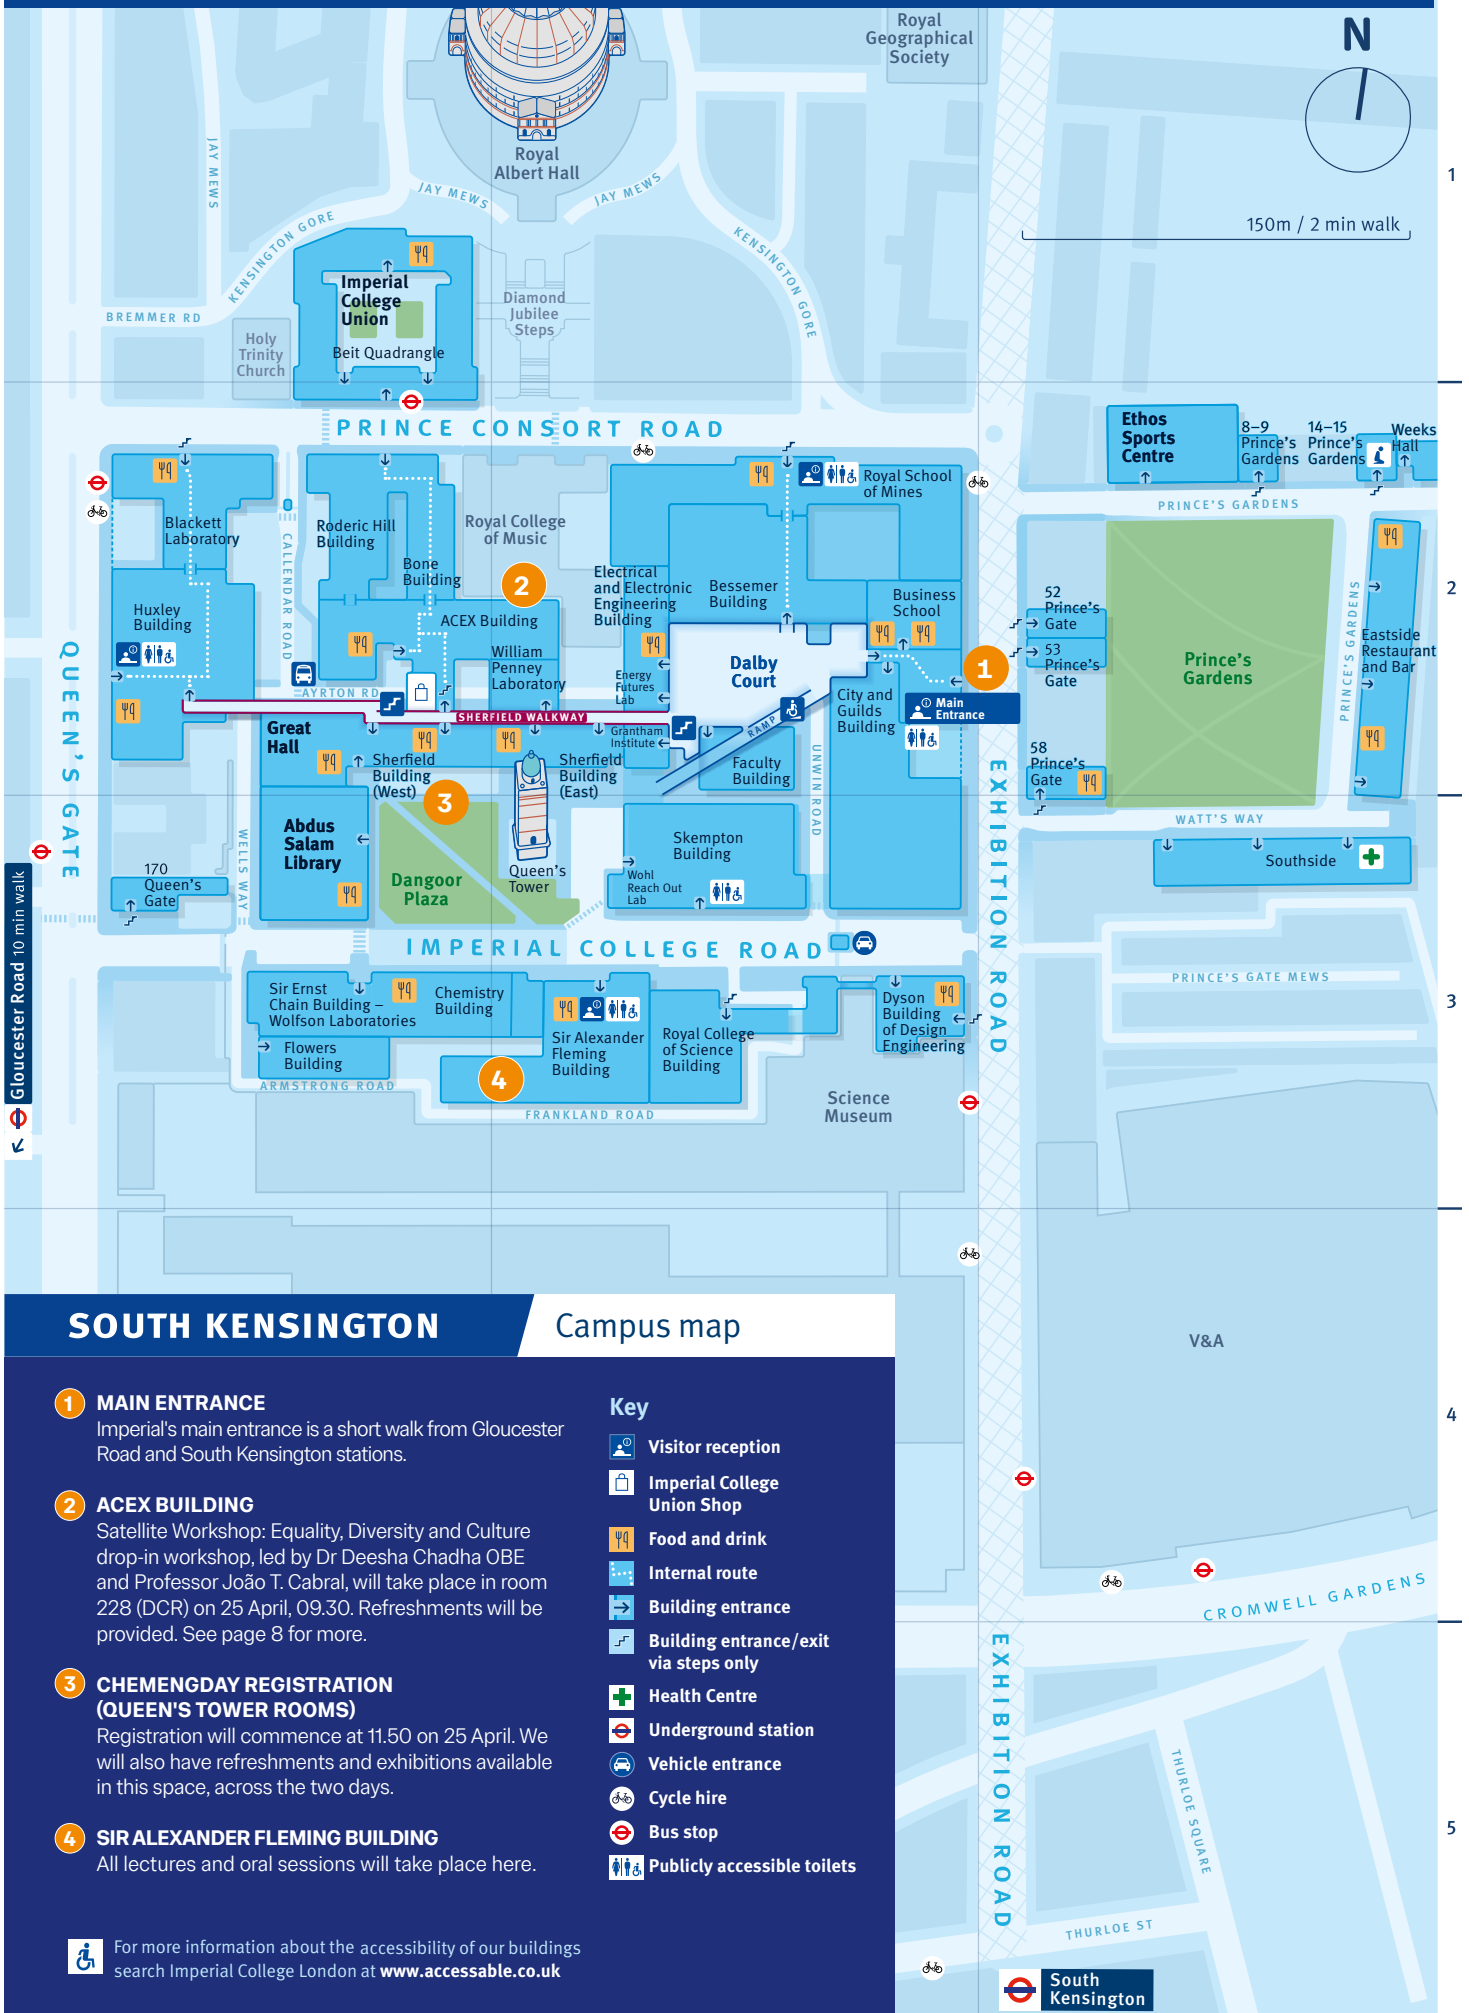 Royal
Geographical
Society
N
1
150m / 2 min walk
Royal
Albert Hall
JAY MEWS
JAY MEWS
JAY MEWS
KENSINGTON GORE
KENSINGTON GORE
BREMMER RD
Imperial
College
Union
Beit Quadrangle
Holy
Trinity
Church
Diamond
Jubilee
Steps
PRINCE CONSORT ROAD
Ethos
Sports
Centre
8–9
Prince's
Gardens
14–15
Prince's
Gardens
Weeks
Hall
PRINCE'S GARDENS
Blackett
Laboratory
CALLENDAR ROAD
Roderic Hill
Building
Bone
Building
Royal College
of Music
2
ACEX Building
William
Penney
Laboratory
Electrical
and Electronic
Engineering
Building
Bessemer
Building
Royal School
of Mines
Business
School
2
Huxley
Building
QUEEN'S GATE
AYRTON RD
SHERFIELD WALKWAY
Energy
Futures
Lab
Dalby
Court
RAMP
City and
Guilds
Building
1
Main
Entrance
52
Prince's
Gate
53
Prince's
Gate
58
Prince's
Gate
Prince's
Gardens
PRINCE'S GARDENS
Eastside
Restaurant
and Bar
Great
Hall
Sherfield
Building
(West)
3
Sherfield
Building
(East)
Grantham
Institute
Faculty
Building
UNWIN ROAD
EXHIBITION ROAD
WATT'S WAY
Southside
Abdus
Salam
Library
WELLS WAY
170
Queen's
Gate
Dangoor
Plaza
Queen's
Tower
Skempton
Building
Wohl
Reach Out
Lab
Gloucester Road 10 min walk
IMPERIAL COLLEGE ROAD
PRINCE'S GATE MEWS
3
Sir Ernst
Chain Building –
Wolfson Laboratories
Chemistry
Building
Flowers
Building
ARMSTRONG ROAD
4
Sir Alexander
Fleming
Building
Royal College
of Science
Building
Dyson
Building
of Design
Engineering
FRANKLAND ROAD
Science
Museum
V&A
4
CROMWELL GARDENS
EXHIBITION ROAD
THURLOE SQUARE
5
THURLOE ST
South
Kensington
SOUTH KENSINGTON
Campus map
1 MAIN ENTRANCE
Imperial's main entrance is a short walk from Gloucester
Road and South Kensington stations.
2 ACEX BUILDING
Satellite Workshop: Equality, Diversity and Culture
drop-in workshop, led by Dr Deesha Chadha OBE
and Professor João T. Cabral, will take place in room
228 (DCR) on 25 April, 09.30. Refreshments will be
provided. See page 8 for more.
3 CHEMENGDAY REGISTRATION
(QUEEN'S TOWER ROOMS)
Registration will commence at 11.50 on 25 April. We
will also have refreshments and exhibitions available
in this space, across the two days.
4 SIR ALEXANDER FLEMING BUILDING
All lectures and oral sessions will take place here.
For more information about the accessibility of our buildings
search Imperial College London at www.accessable.co.uk
Key
Visitor reception
Imperial College
Union Shop
Food and drink
Internal route
Building entrance
Building entrance/exit
via steps only
Health Centre
Underground station
Vehicle entrance
Cycle hire
Bus stop
Publicly accessible toilets